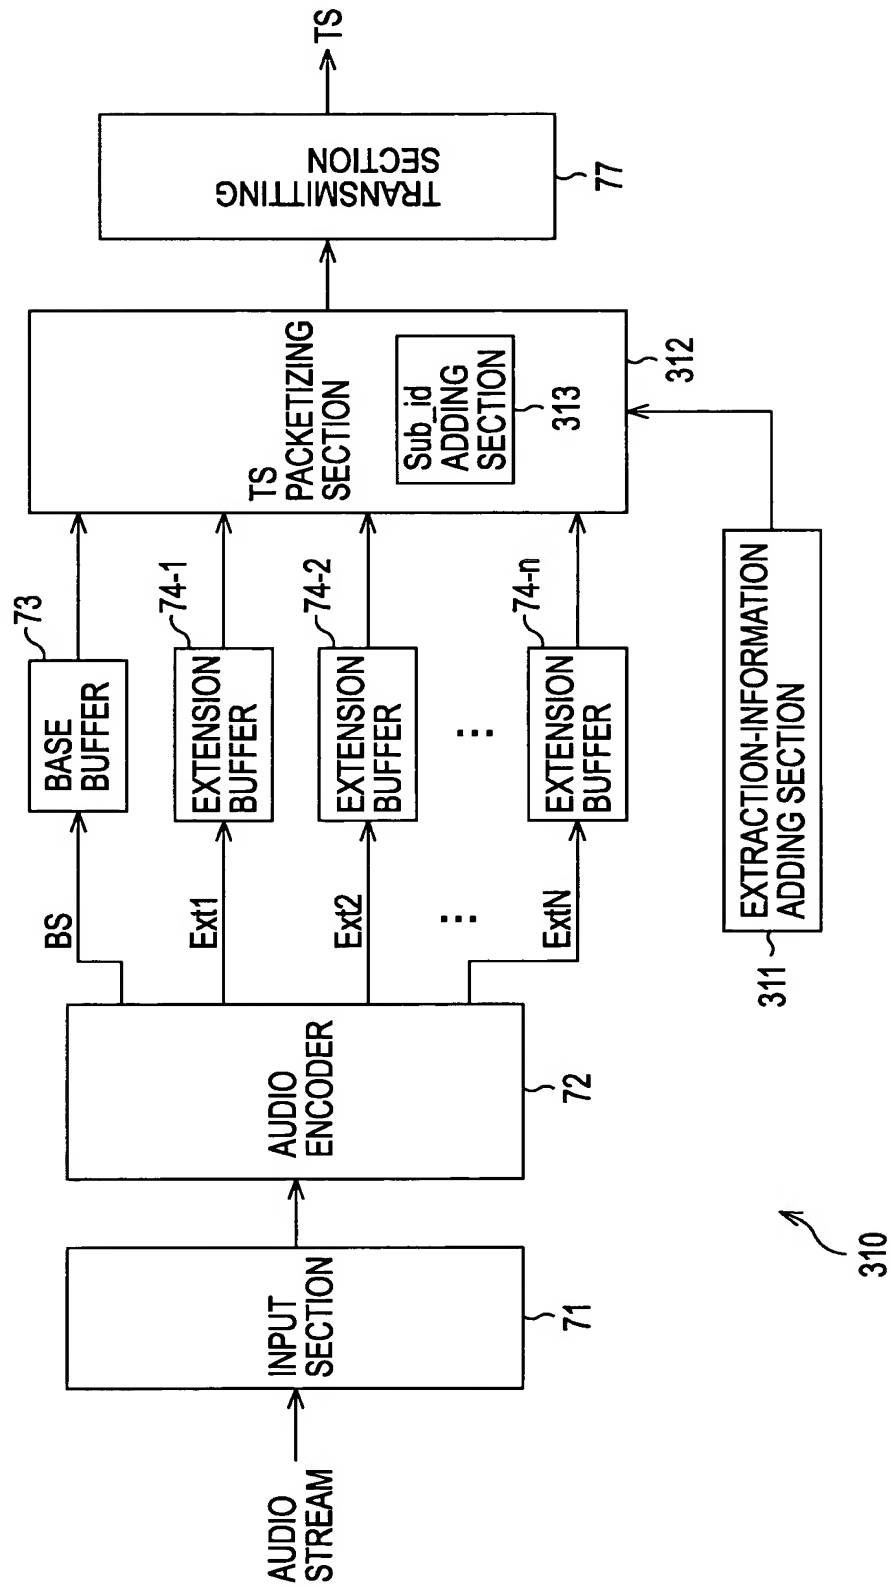 AUDIO
STREAM
INPUT
SECTION
71
AUDIO
ENCODER
72
BS
Ext1
Ext2
...
ExtN
BASE
BUFFER
73
EXTENSION
BUFFER
74-1
EXTENSION
BUFFER
74-2
...
EXTENSION
BUFFER
74-n
TS
PACKETIZING
SECTION
Sub_id
ADDING
SECTION
313
312
EXTRACTION-INFORMATION
ADDING SECTION
311
TRANSMITTING
SECTION
77
TS
310